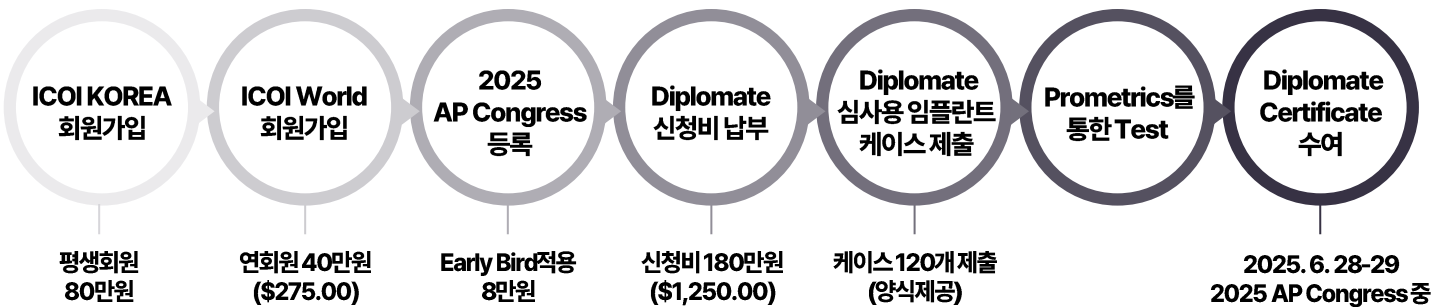 ICOI KOREA
회원가입
ICOI World
회원가입
2025
AP Congress
등록
Diplomate
신청비 납부
Diplomate
심사용 임플란트
케이스 제출
Prometrics를
통한 Test
Diplomate
Certificate
수여
평생회원
80만원
연회원 40만원
($275.00)
Early Bird적용
8만원
신청비 180만원
($1,250.00)
케이스 120개 제출
(양식제공)
2025. 6. 28-29
2025 AP Congress 중